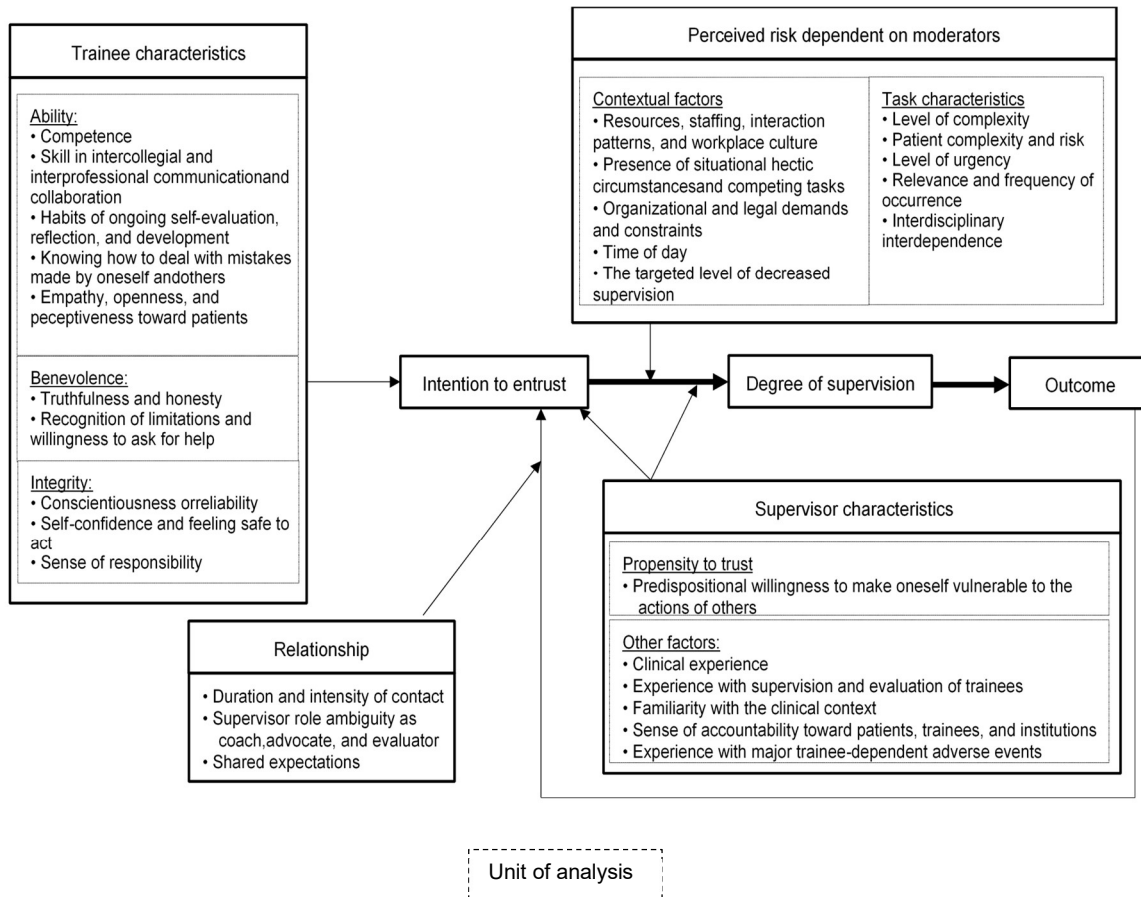 Trainee characteristics
Ability:
• Competence
• Skill in intercollegial and
interprofessional communicationand
collaboration
• Habits of ongoing self-evaluation,
reflection, and development
• Knowing how to deal with mistakes
made by oneself andothers
• Empathy, openness, and
peceptiveness toward patients
Benevolence:
• Truthfulness and honesty
• Recognition of limitations and
willingness to ask for help
Integrity:
• Conscientiousness orreliability
• Self-confidence and feeling safe to
act
• Sense of responsibility
Perceived risk dependent on moderators
Contextual factors
• Resources, staffing, interaction
patterns, and workplace culture
• Presence of situational hectic
circumstancesand competing tasks
• Organizational and legal demands
and constraints
• Time of day
• The targeted level of decreased
supervision
Task characteristics
• Level of complexity
• Patient complexity and risk
• Level of urgency
• Relevance and frequency of
occurrence
• Interdisciplinary
interdependence
Intention to entrust
Degree of supervision
Outcome
Supervisor characteristics
Propensity to trust
• Predispositional willingness to make oneself vulnerable to the
actions of others
Other factors:
• Clinical experience
• Experience with supervision and evaluation of trainees
• Familiarity with the clinical context
• Sense of accountability toward patients, trainees, and institutions
• Experience with major trainee-dependent adverse events
Relationship
• Duration and intensity of contact
• Supervisor role ambiguity as
coach,advocate, and evaluator
• Shared expectations
Unit of analysis